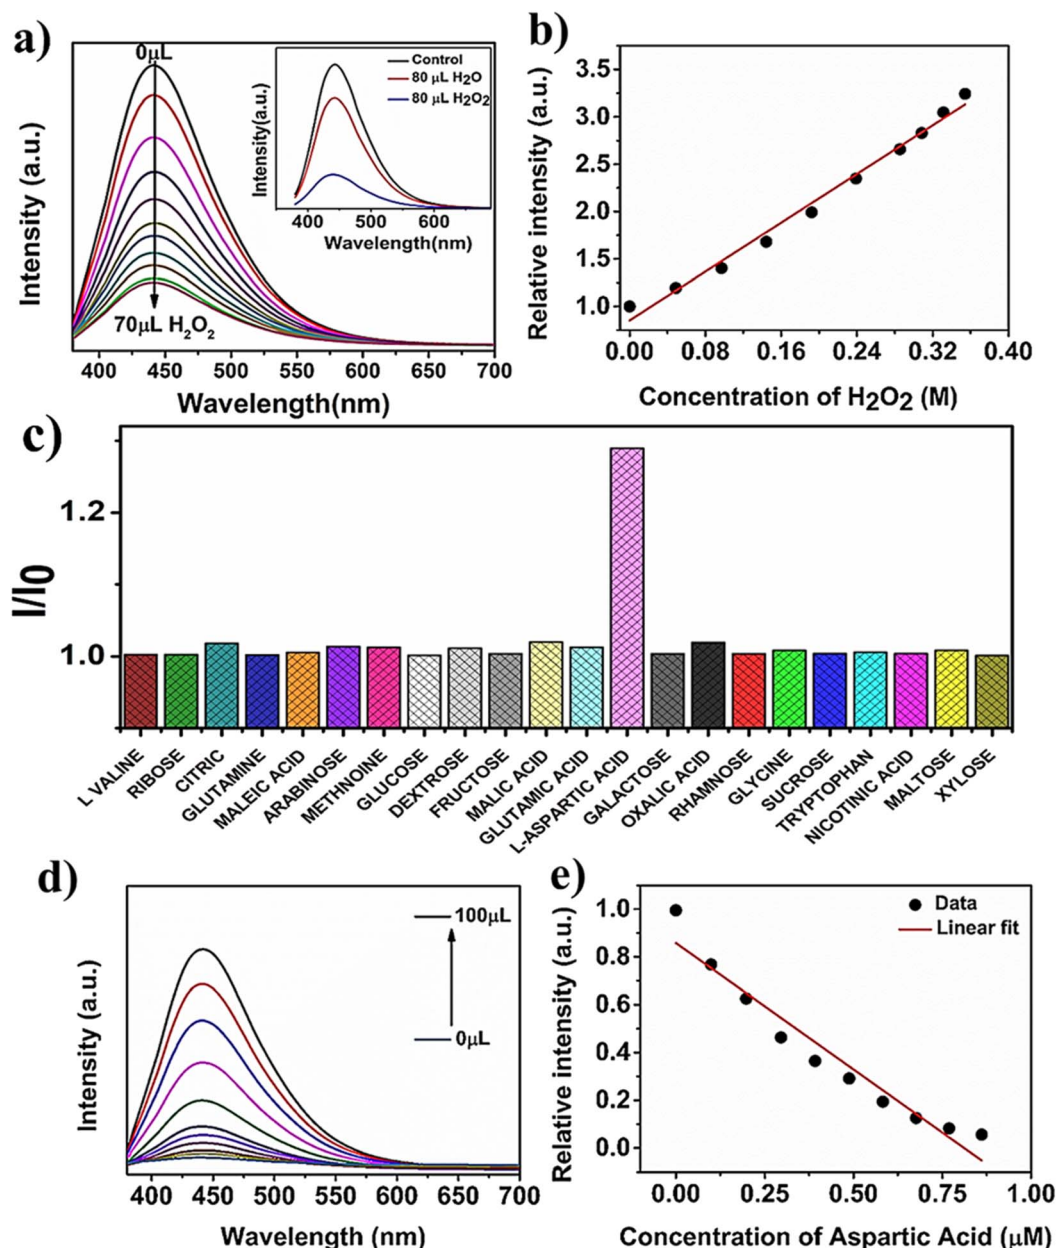 a)
0μL
70μL H2O2
Intensity (a.u.)
400 450 500 550 600 650 700
Wavelength(nm)
Control
80 μL H2O
80 μL H2O2
Intensity(a.u.)
400 500 600
Wavelength(nm)
b)
Relative intensity (a.u.)
3.5
3.0
2.5
2.0
1.5
1.0
0.00 0.08 0.16 0.24 0.32 0.40
Concentration of H2O2 (M)
c)
I/I0
1.2
1.0
L VALINE
RIBOSE
CITRIC
GLUTAMINE
MALEIC ACID
ARABINOSE
METHNOINE
GLUCOSE
DEXTROSE
FRUCTOSE
MALIC ACID
GLUTAMIC ACID
L-ASPARTIC ACID
GALACTOSE
OXALIC ACID
RHAMNOSE
GLYCINE
SUCROSE
TRYPTOPHAN
NICOTINIC ACID
MALTOSE
XYLOSE
d)
Intensity (a.u.)
100μL
0μL
400 450 500 550 600 650 700
Wavelength (nm)
e)
Relative intensity (a.u.)
1.0
0.8
0.6
0.4
0.2
0.0
Data
Linear fit
0.00 0.25 0.50 0.75 1.00
Concentration of Aspartic Acid (μM)